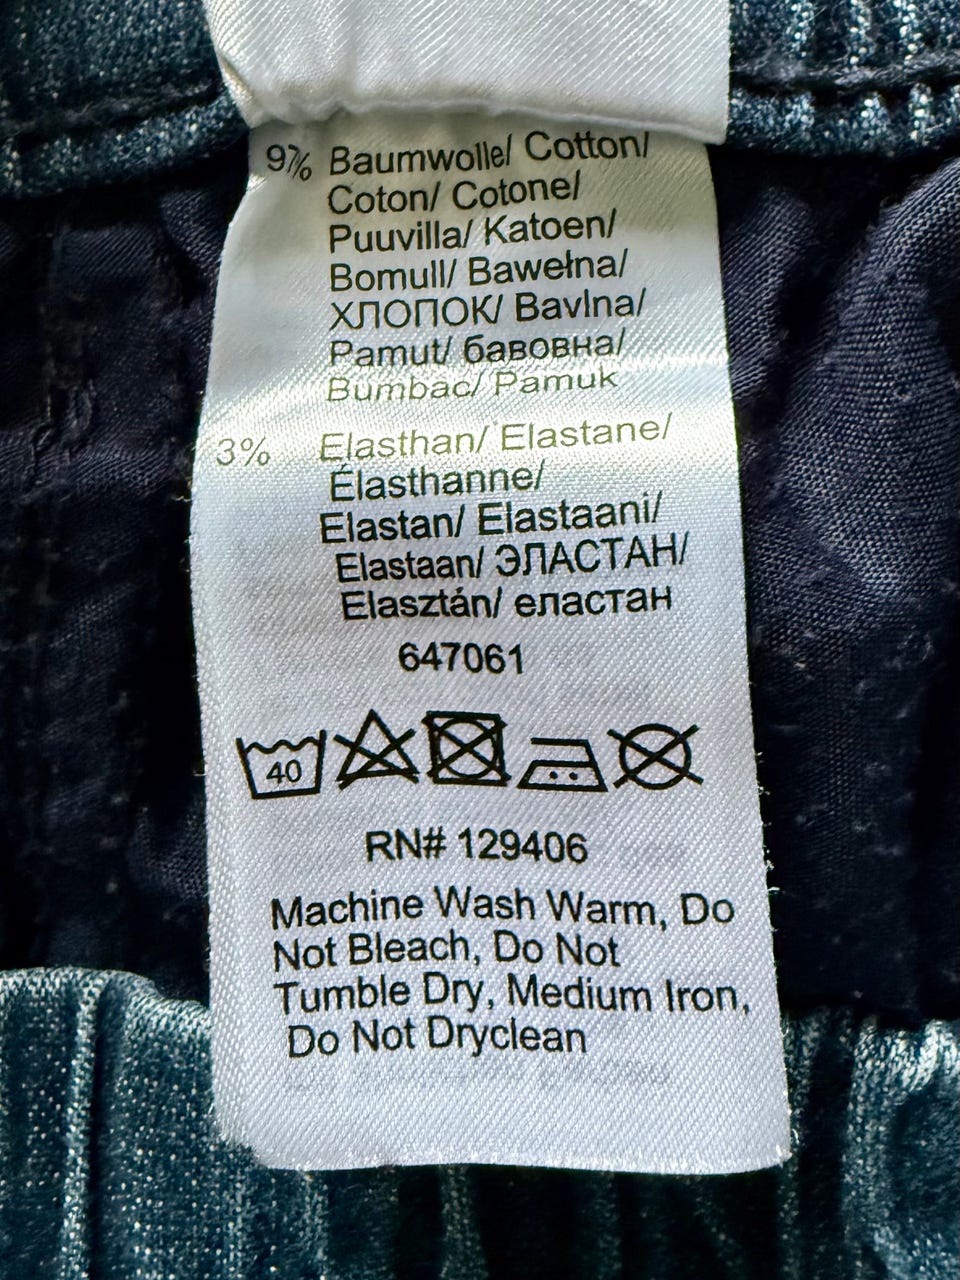 97% Baumwolle/ Cotton/
Coton/ Cotone/
Puuvilla/ Katoen/
Bomull/ Bawełna/
ХЛОПОК/ Bavlna/
Pamut/ бавовна/
Bumbac/ Pamuk
3% Elasthan/ Elastane/
Élasthanne/
Elastan/ Elastaani/
Elastaan/ ЭЛАСТАН/
Elasztán/ еластан
647061
40
RN# 129406
Machine Wash Warm, Do
Not Bleach, Do Not
Tumble Dry, Medium Iron,
Do Not Dryclean